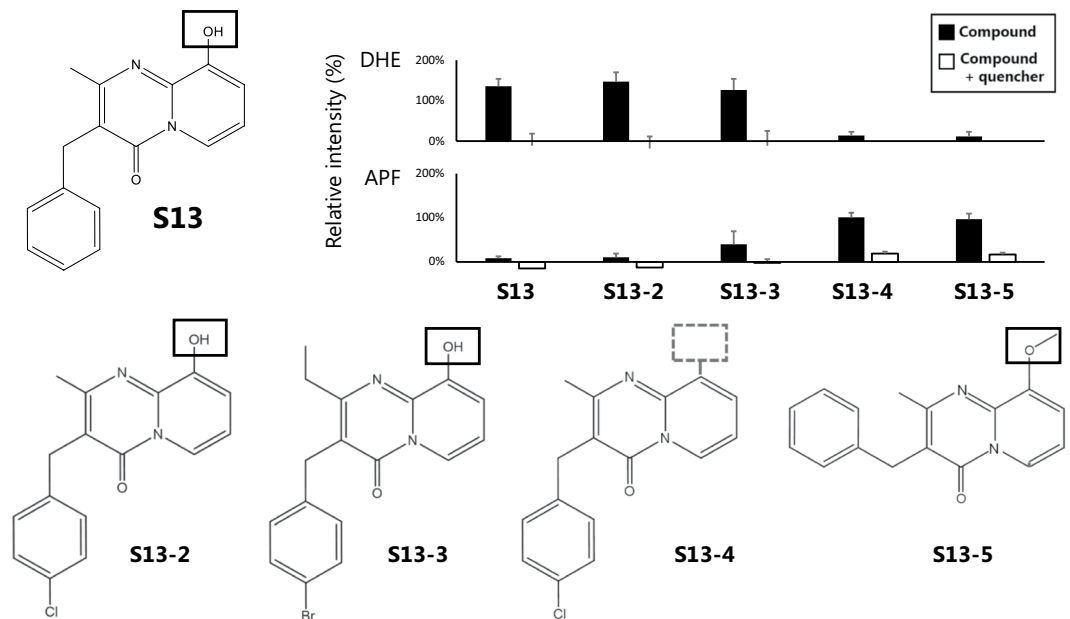 OH
N
N
O
S13
Relative intensity (%)
DHE
200%
100%
0%
APF
200%
100%
0%
S13
S13-2
S13-3
S13-4
S13-5
Compound
Compound
+ quencher
OH
N
N
O
Cl
S13-2
OH
N
N
O
Br
S13-3
N
N
O
Cl
S13-4
O
N
N
O
S13-5